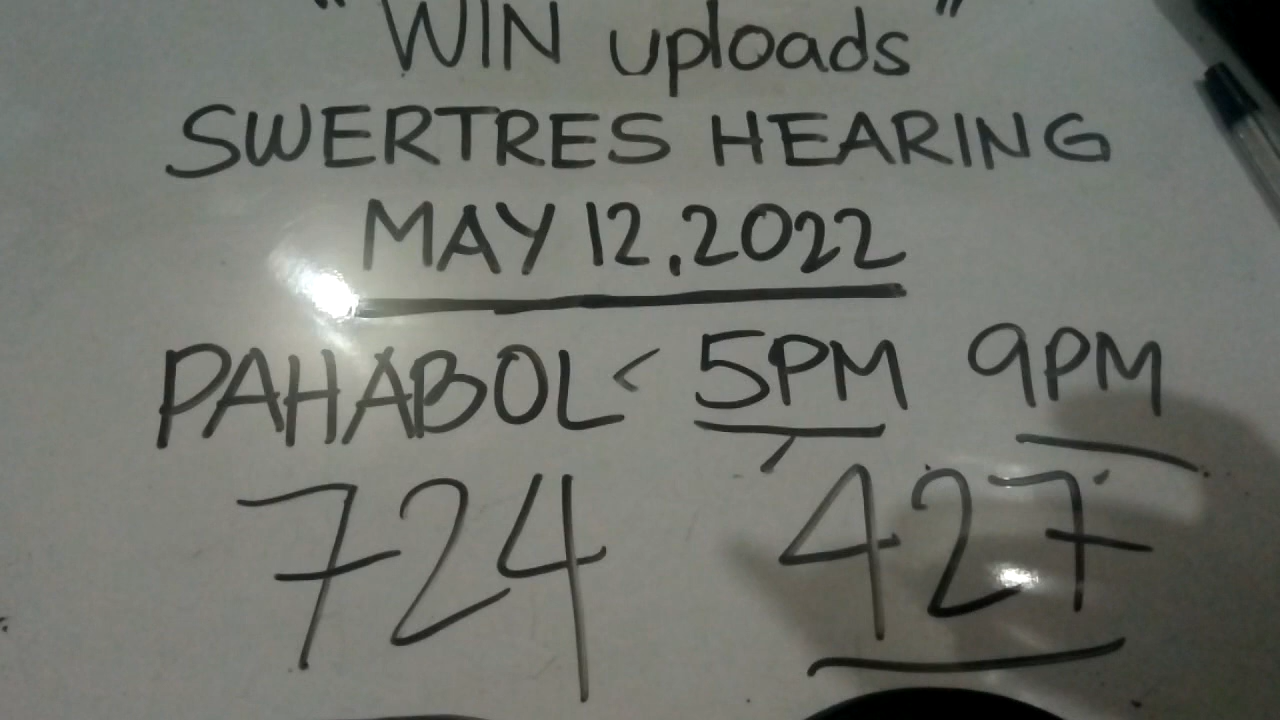 "WIN uploads"
SWERTRES HEARING
MAY 12, 2022
PAHABOL < 5PM 9PM
724 427